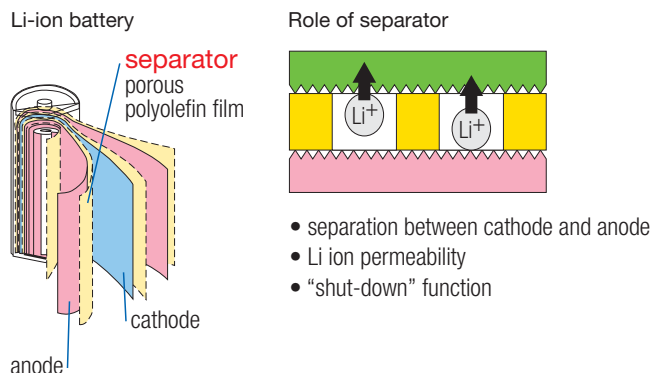 Li-ion battery
separator
porous
polyolefin film
cathode
anode
Role of separator
Li+
Li+
• separation between cathode and anode
• Li ion permeability
• “shut-down” function